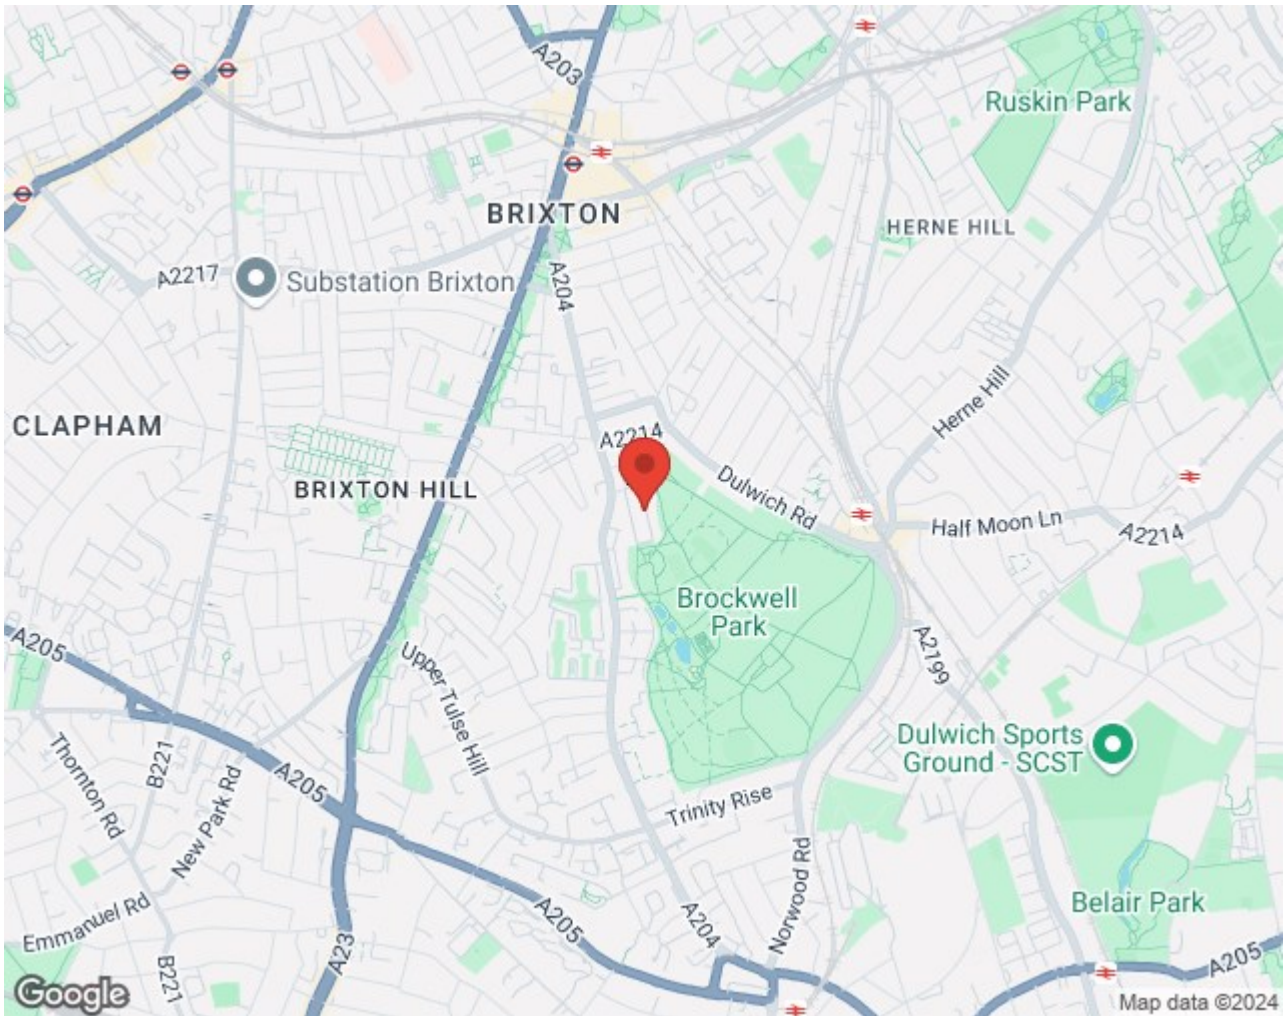 A203
Ruskin Park
BRIXTON
HERNE HILL
A2217
Substation Brixton
A204
Herne Hill
CLAPHAM
A2214
BRIXTON HILL
Dulwich Rd
Half Moon Ln
A2214
Brockwell
Park
A205
Upper Tulse Hill
A2199
Dulwich Sports
Ground - SCST
Thornton Rd
B221
New Park Rd
A205
Trinity Rise
Norwood Rd
Belair Park
Emmanuel Rd
A205
A204
A23
B221
A205
Google
Map data ©2024